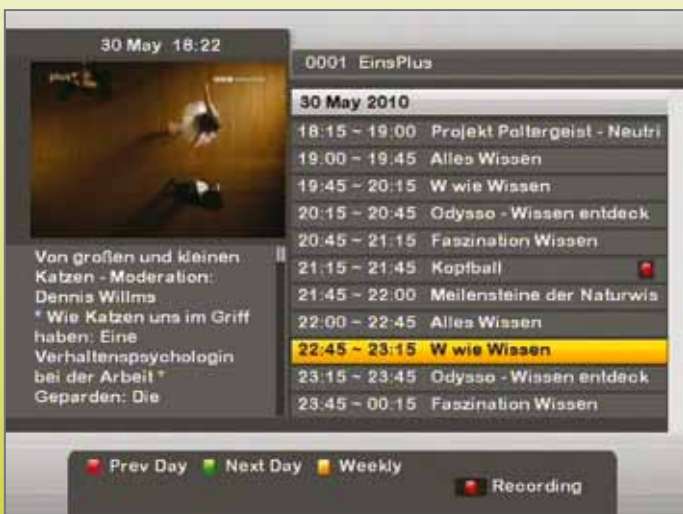 30 May 18:22
plus
Von großen und kleinen
Katzen - Moderation:
Dennis Willms
* Wie Katzen uns im Griff
haben: Eine
Verhaltenspsychologin
bei der Arbeit *
Geparden: Die
0001 EinsPlus
30 May 2010
18:15 ~ 19:00 Projekt Poltergeist - Neutri
19:00 ~ 19:45 Alles Wissen
19:45 ~ 20:15 W wie Wissen
20:15 ~ 20:45 Odysso - Wissen entdeck
20:45 ~ 21:15 Faszination Wissen
21:15 ~ 21:45 Kopfball
21:45 ~ 22:00 Meilensteine der Naturwis
22:00 ~ 22:45 Alles Wissen
22:45 ~ 23:15 W wie Wissen
23:15 ~ 23:45 Odysso - Wissen entdeck
23:45 ~ 00:15 Faszination Wissen
Prev Day Next Day Weekly
Recording